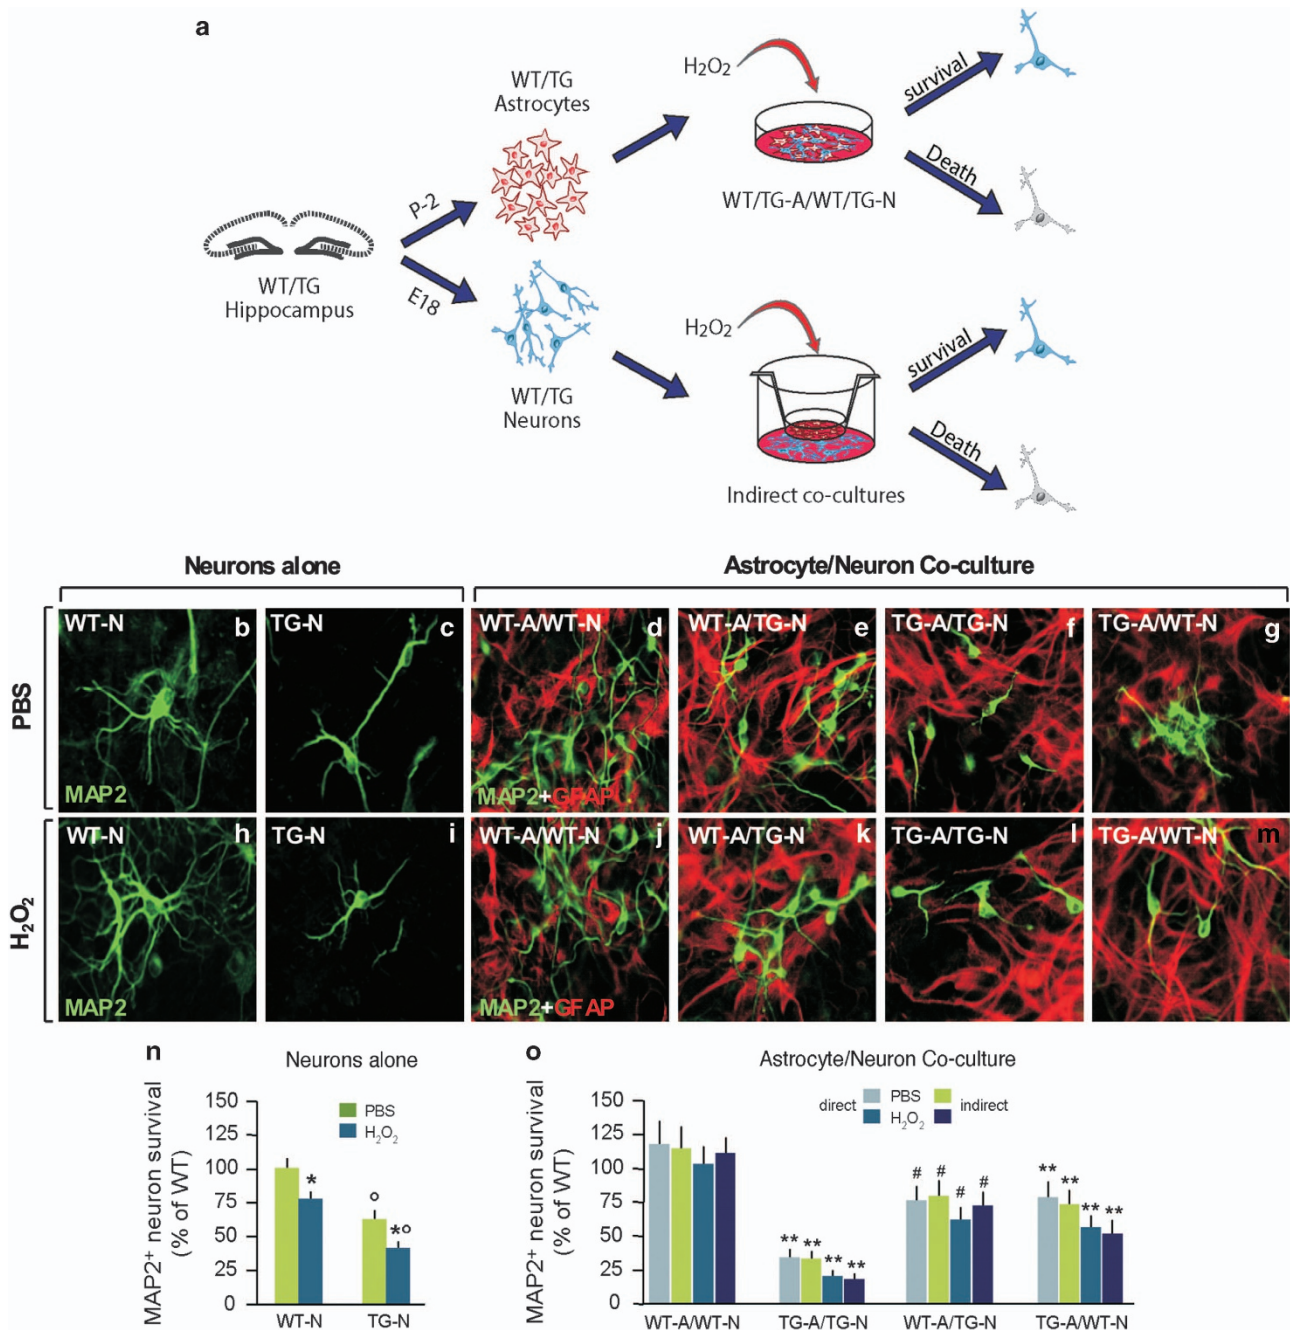 a
WT/TG
Astrocytes
H2O2
survival
Death
WT/TG-A/WT/TG-N
P-2
WT/TG
Hippocampus
E18
WT/TG
Neurons
H2O2
survival
Death
Indirect co-cultures
Neurons alone
Astrocyte/Neuron Co-culture
PBS
WT-N b
MAP2
TG-N c
WT-A/WT-N d
MAP2+GFAP
WT-A/TG-N e
TG-A/TG-N f
TG-A/WT-N g
H2O2
WT-N h
MAP2
TG-N i
WT-A/WT-N j
MAP2+GFAP
WT-A/TG-N k
TG-A/TG-N l
TG-A/WT-N m
n
Neurons alone
MAP2+ neuron survival
(% of WT)
150
125
100
75
50
25
0
PBS
H2O2
*
°
*°
WT-N
TG-N
o
Astrocyte/Neuron Co-culture
MAP2+ neuron survival
(% of WT)
150
125
100
75
50
25
0
direct
PBS
H2O2
indirect
** ** ** **
# # # #
** ** ** **
WT-A/WT-N
TG-A/TG-N
WT-A/TG-N
TG-A/WT-N